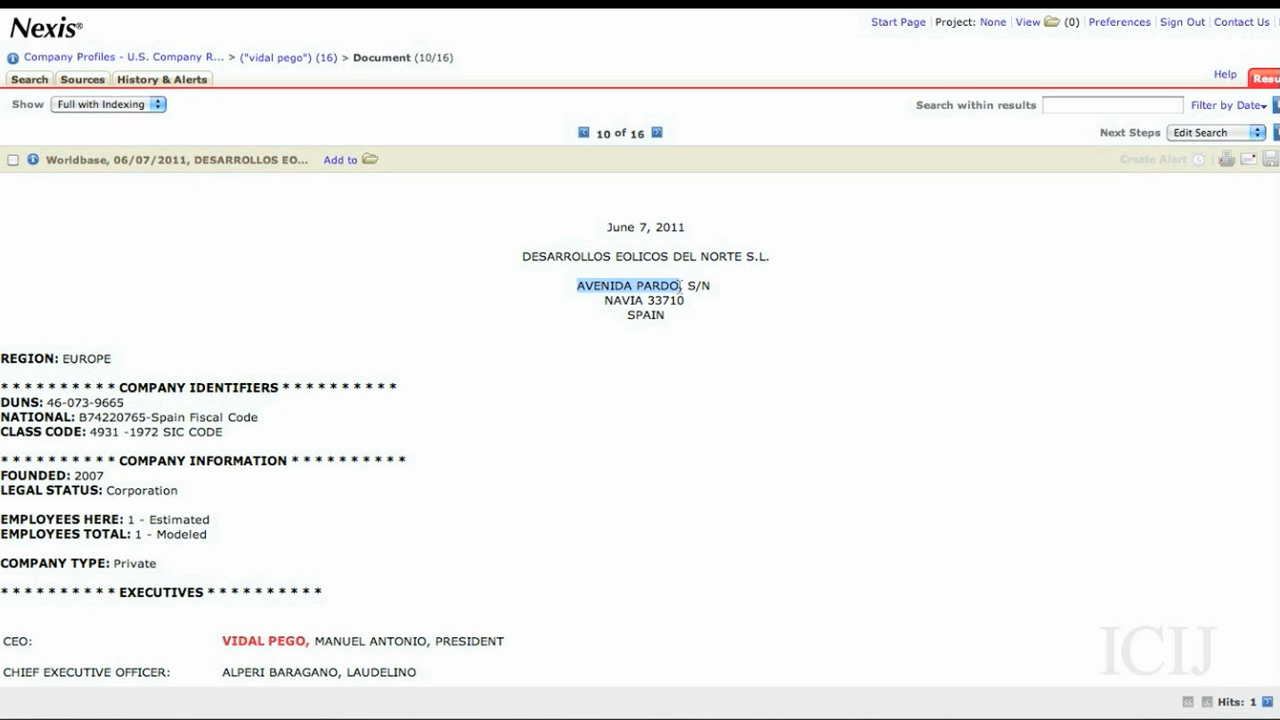 Nexis®
Start Page | Project: None | View (0) | Preferences | Sign Out | Contact Us
Company Profiles - U.S. Company R... > ("vidal pego") (16) > Document (10/16)
Search Sources History & Alerts
Help
Show Full with Indexing
Search within results
Filter by Date
10 of 16
Next Steps Edit Search
Worldbase, 06/07/2011, DESARROLLOS EO... Add to
Create Alert
June 7, 2011
DESARROLLOS EOLICOS DEL NORTE S.L.
AVENIDA PARDO, S/N
NAVIA 33710
SPAIN
REGION: EUROPE
* * * * * * * * * * COMPANY IDENTIFIERS * * * * * * * * * *
DUNS: 46-073-9665
NATIONAL: B74220765-Spain Fiscal Code
CLASS CODE: 4931 -1972 SIC CODE
* * * * * * * * * * COMPANY INFORMATION * * * * * * * * * *
FOUNDED: 2007
LEGAL STATUS: Corporation
EMPLOYEES HERE: 1 - Estimated
EMPLOYEES TOTAL: 1 - Modeled
COMPANY TYPE: Private
* * * * * * * * * * EXECUTIVES * * * * * * * * * *
CEO: VIDAL PEGO, MANUEL ANTONIO, PRESIDENT
CHIEF EXECUTIVE OFFICER: ALPERI BARAGANO, LAUDELINO
ICIJ
Hits: 1